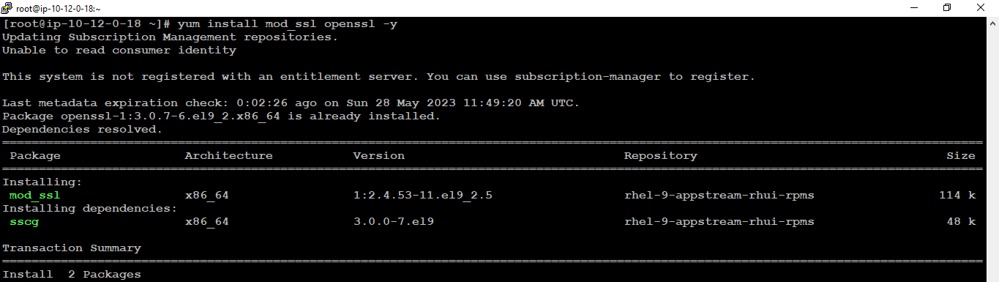 root@ip-10-12-0-18:~
[root@ip-10-12-0-18 ~]# yum install mod_ssl openssl -y
Updating Subscription Management repositories.
Unable to read consumer identity
This system is not registered with an entitlement server. You can use subscription-manager to register.
Last metadata expiration check: 0:02:26 ago on Sun 28 May 2023 11:49:20 AM UTC.
Package openssl-1:3.0.7-6.el9_2.x86_64 is already installed.
Dependencies resolved.
Package Architecture Version Repository Size
Installing:
mod_ssl x86_64 1:2.4.53-11.el9_2.5 rhel-9-appstream-rhui-rpms 114 k
Installing dependencies:
sscg x86_64 3.0.0-7.el9 rhel-9-appstream-rhui-rpms 48 k
Transaction Summary
Install 2 Packages